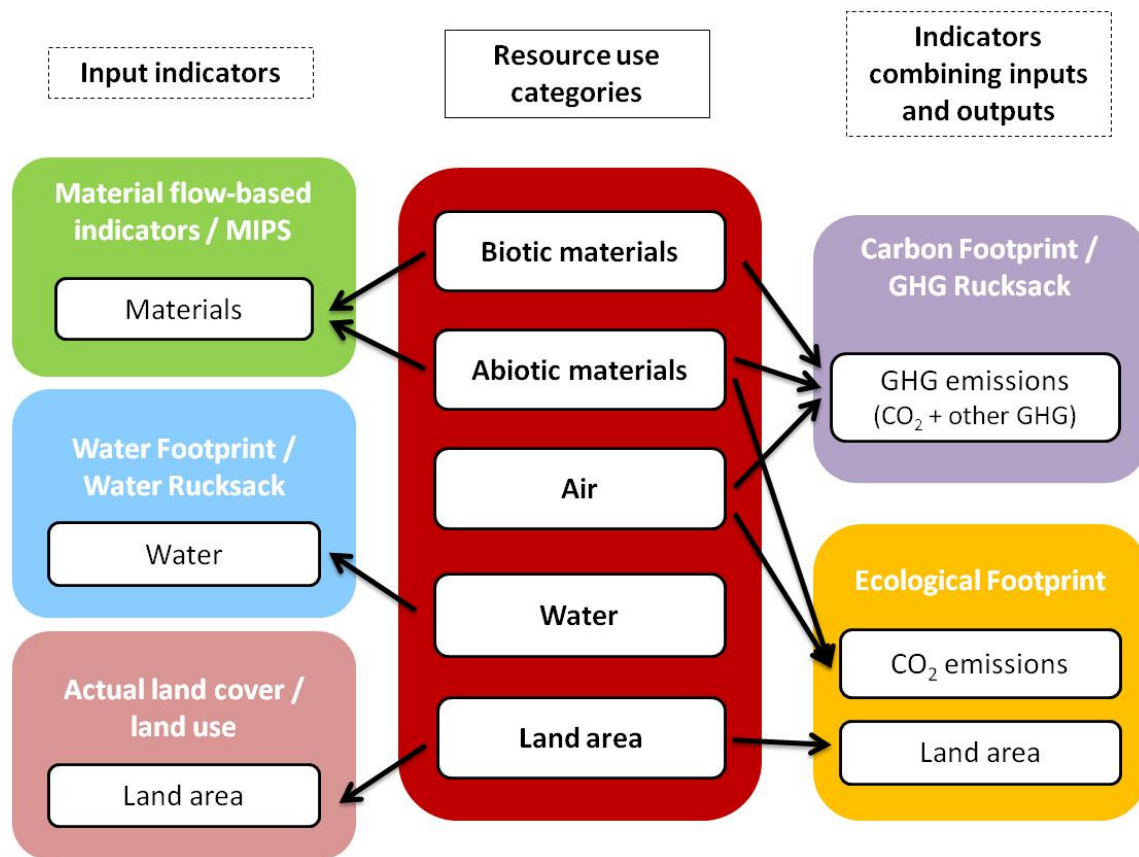 Input indicators
Resource use
categories
Indicators
combining inputs
and outputs
Material flow-based
indicators / MIPS
Materials
Water Footprint /
Water Rucksack
Water
Actual land cover /
land use
Land area
Biotic materials
Abiotic materials
Air
Water
Land area
Carbon Footprint /
GHG Rucksack
GHG emissions
(CO₂ + other GHG)
Ecological Footprint
CO₂ emissions
Land area